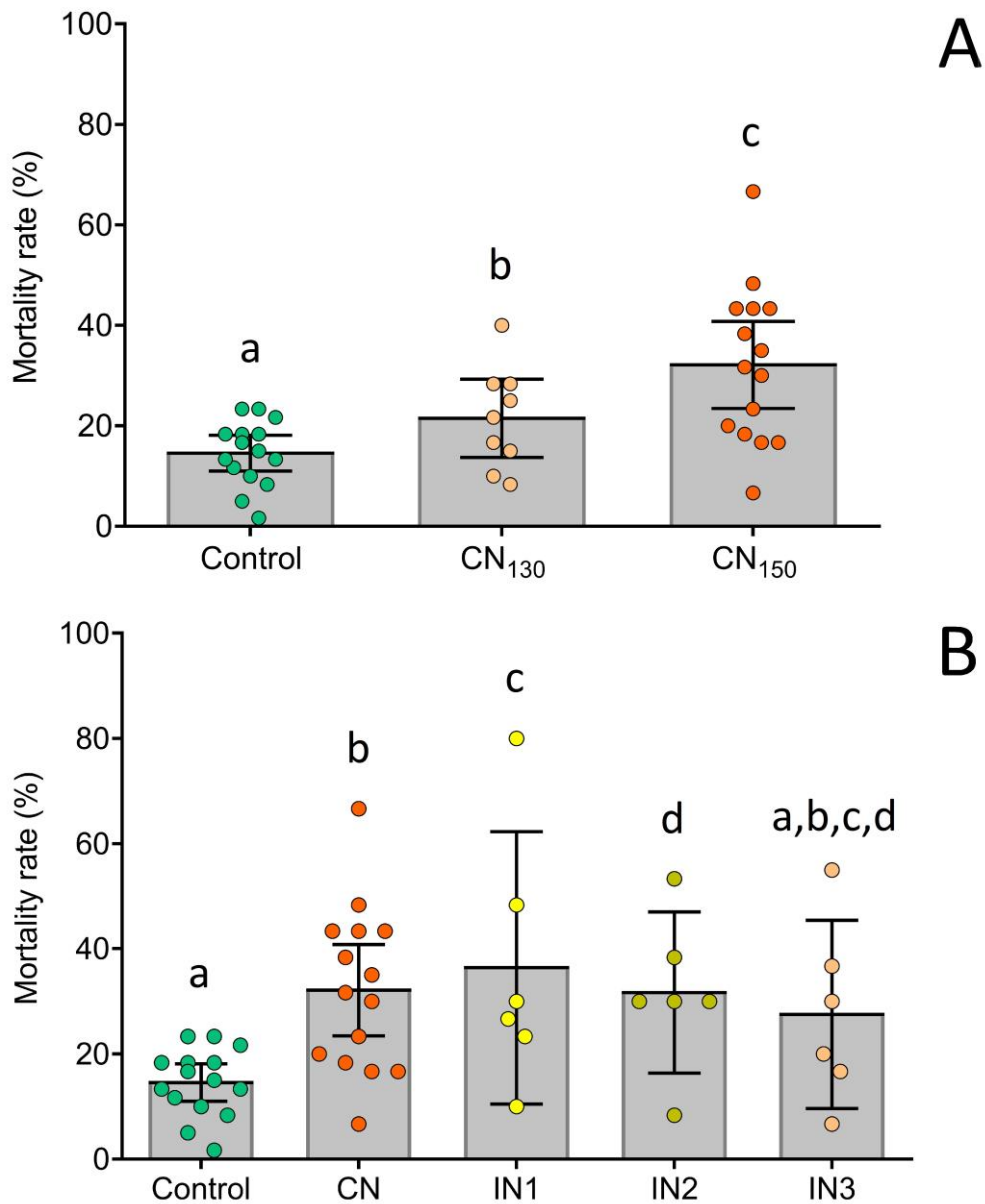 A
100
80
60
40
20
0
Mortality rate (%)
a
b
c
Control
CN₁₃₀
CN₁₅₀
B
100
80
60
40
20
0
Mortality rate (%)
a
b
c
d
a,b,c,d
Control
CN
IN1
IN2
IN3